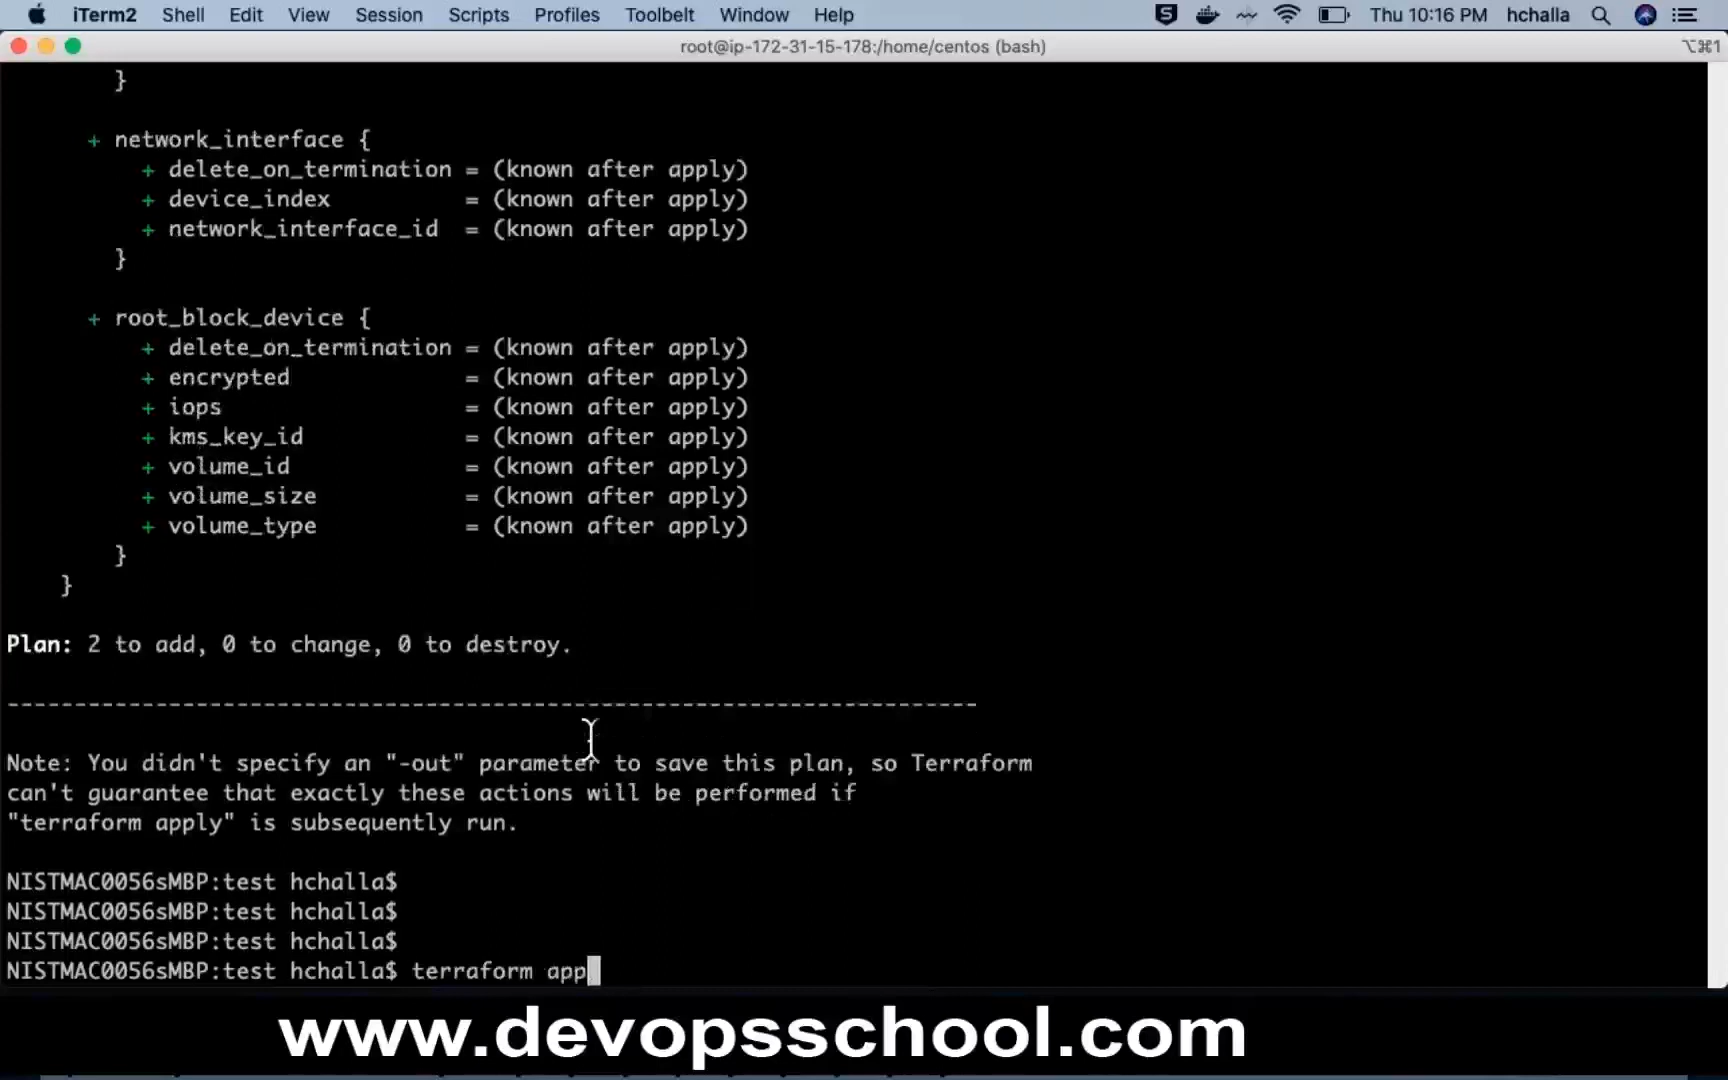 iTerm2 Shell Edit View Session Scripts Profiles Toolbelt Window Help Thu 10:16 PM hchalla
root@ip-172-31-15-178:/home/centos (bash) ⌥⌘1
}
+ network_interface {
+ delete_on_termination = (known after apply)
+ device_index = (known after apply)
+ network_interface_id = (known after apply)
}
+ root_block_device {
+ delete_on_termination = (known after apply)
+ encrypted = (known after apply)
+ iops = (known after apply)
+ kms_key_id = (known after apply)
+ volume_id = (known after apply)
+ volume_size = (known after apply)
+ volume_type = (known after apply)
}
}
Plan: 2 to add, 0 to change, 0 to destroy.
------------------------------------------------------------------------
Note: You didn't specify an "-out" parameter to save this plan, so Terraform
can't guarantee that exactly these actions will be performed if
"terraform apply" is subsequently run.
NISTMAC0056sMBP:test hchalla$
NISTMAC0056sMBP:test hchalla$
NISTMAC0056sMBP:test hchalla$
NISTMAC0056sMBP:test hchalla$ terraform app
www.devopsschool.com